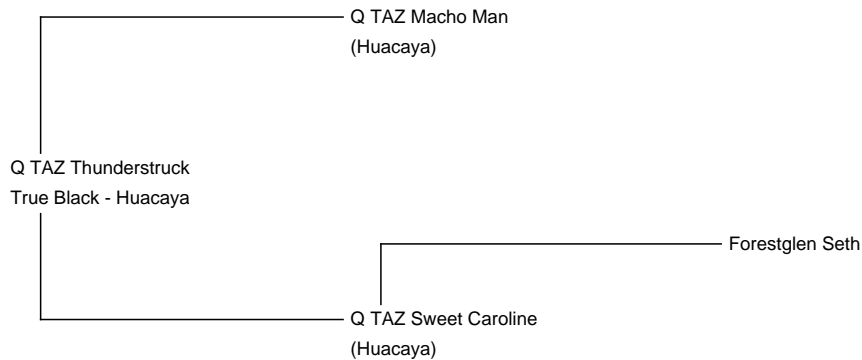 Q TAZ Macho Man
(Huacaya)
Q TAZ Thunderstruck
True Black - Huacaya
Forestglen Seth
Q TAZ Sweet Caroline
(Huacaya)